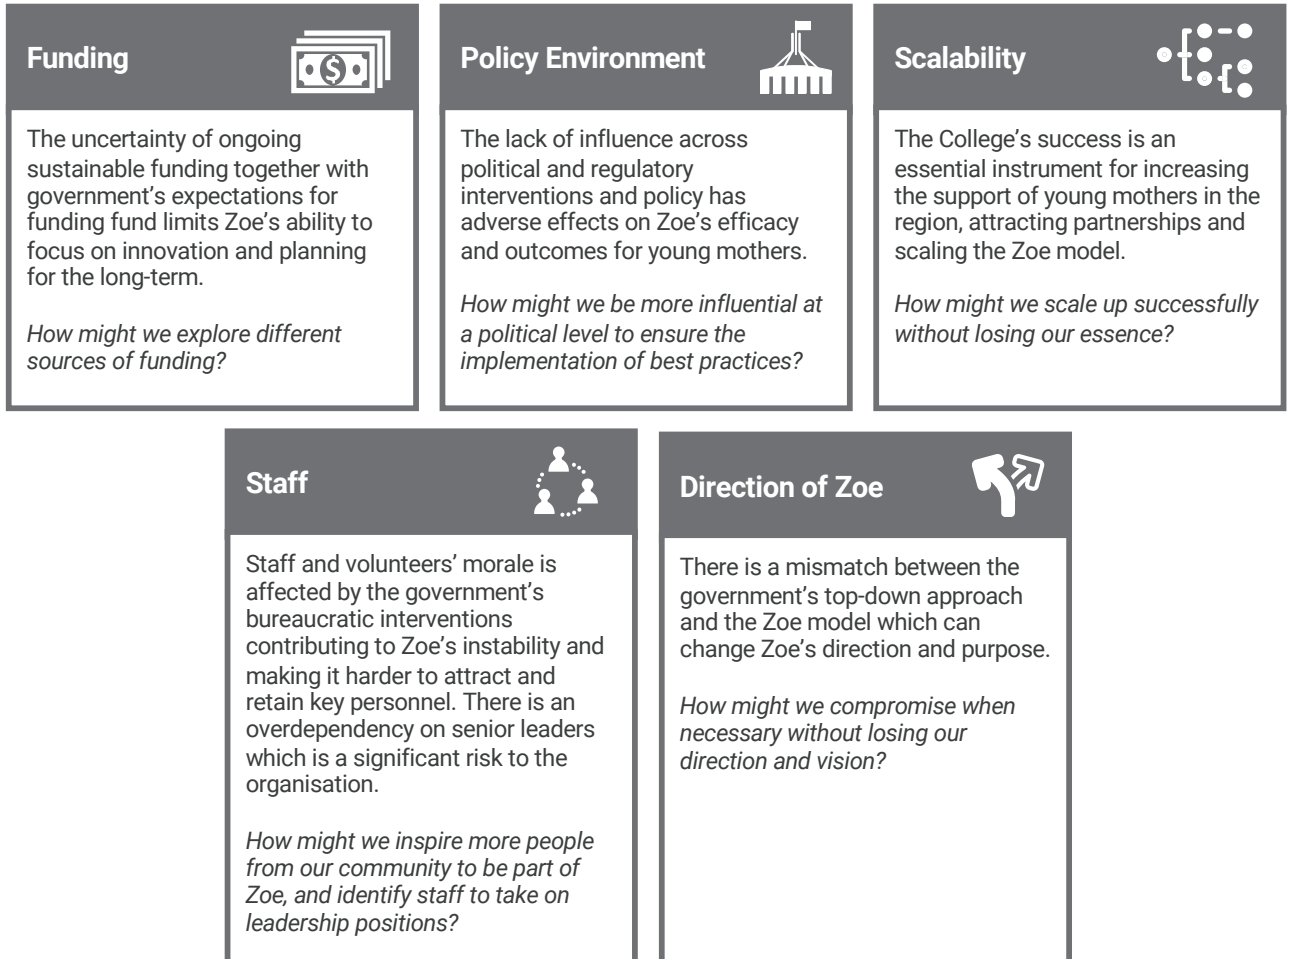 Funding
The uncertainty of ongoing
sustainable funding together with
government's expectations for
funding fund limits Zoe's ability to
focus on innovation and planning
for the long-term.
How might we explore different
sources of funding?
Policy Environment
The lack of influence across
political and regulatory
interventions and policy has
adverse effects on Zoe's efficacy
and outcomes for young mothers.
How might we be more influential at
a political level to ensure the
implementation of best practices?
Scalability
The College's success is an
essential instrument for increasing
the support of young mothers in the
region, attracting partnerships and
scaling the Zoe model.
How might we scale up successfully
without losing our essence?
Staff
Staff and volunteers' morale is
affected by the government's
bureaucratic interventions
contributing to Zoe's instability and
making it harder to attract and
retain key personnel. There is an
overdependency on senior leaders
which is a significant risk to the
organisation.
How might we inspire more people
from our community to be part of
Zoe, and identify staff to take on
leadership positions?
Direction of Zoe
There is a mismatch between the
government's top-down approach
and the Zoe model which can
change Zoe's direction and purpose.
How might we compromise when
necessary without losing our
direction and vision?